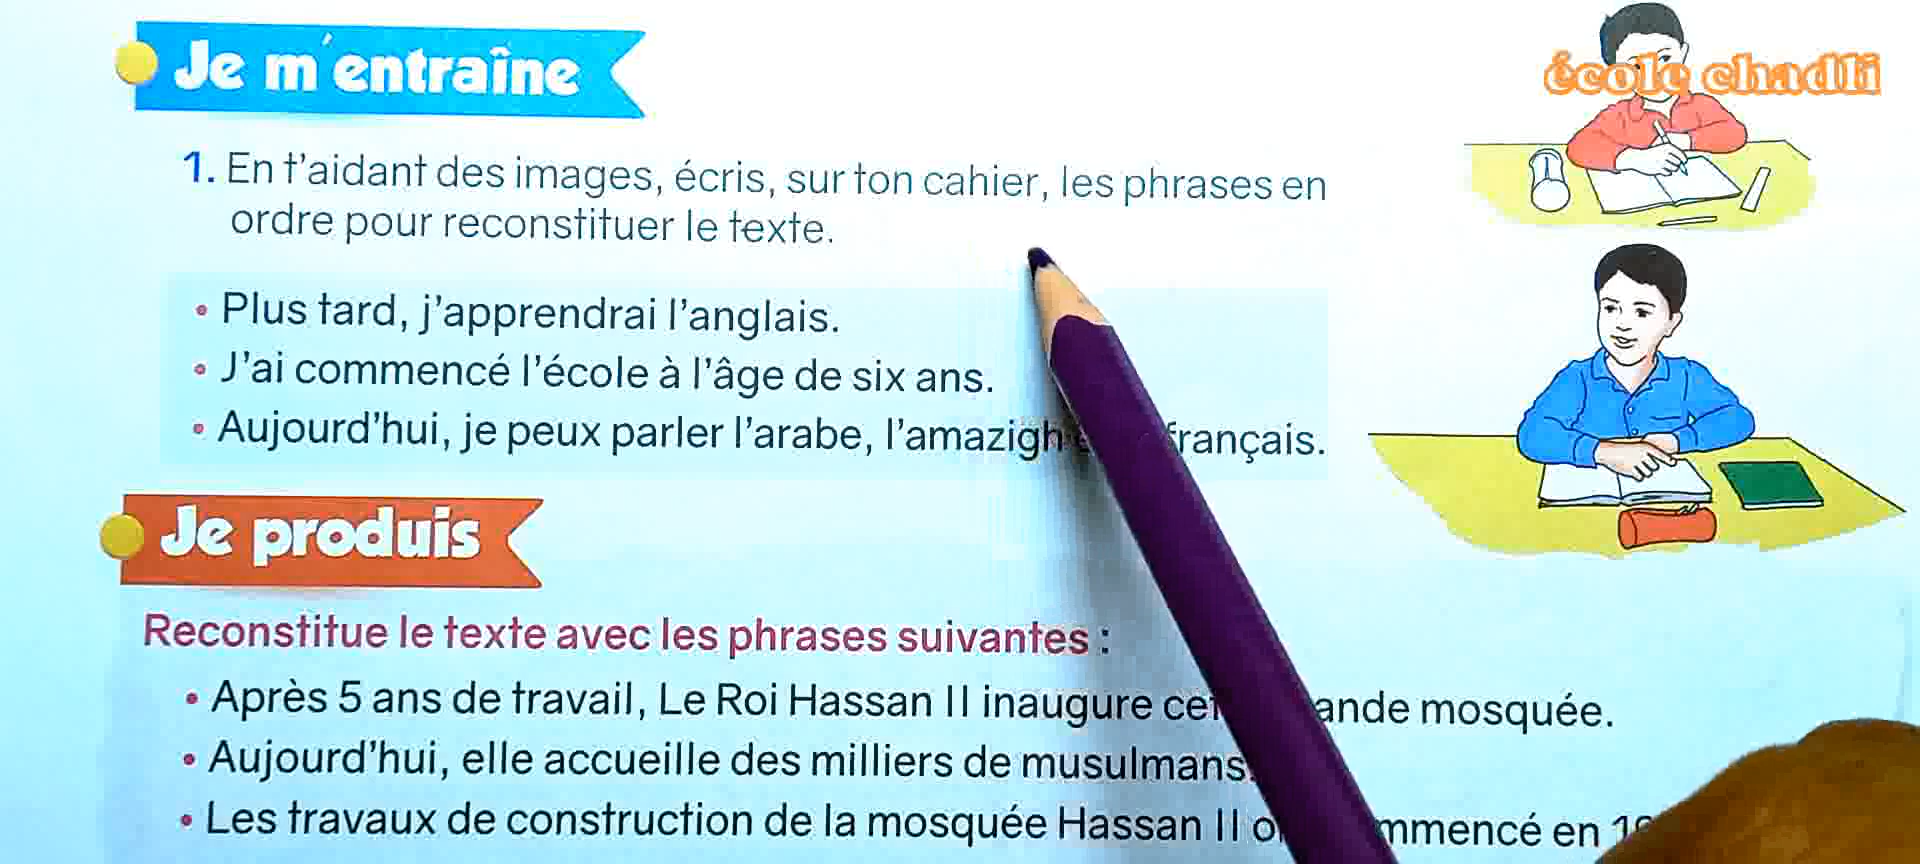 Je m'entraîne
école chadli
1. En t'aidant des images, écris, sur ton cahier, les phrases en
ordre pour reconstituer le texte.
• Plus tard, j'apprendrai l'anglais.
• J'ai commencé l'école à l'âge de six ans.
• Aujourd'hui, je peux parler l'arabe, l'amazigh français.
Je produis
Reconstitue le texte avec les phrases suivantes :
• Après 5 ans de travail, Le Roi Hassan II inaugure mosquée.
• Aujourd'hui, elle accueille des milliers de musulmans.
• Les travaux de construction de la mosquée Hassan II en